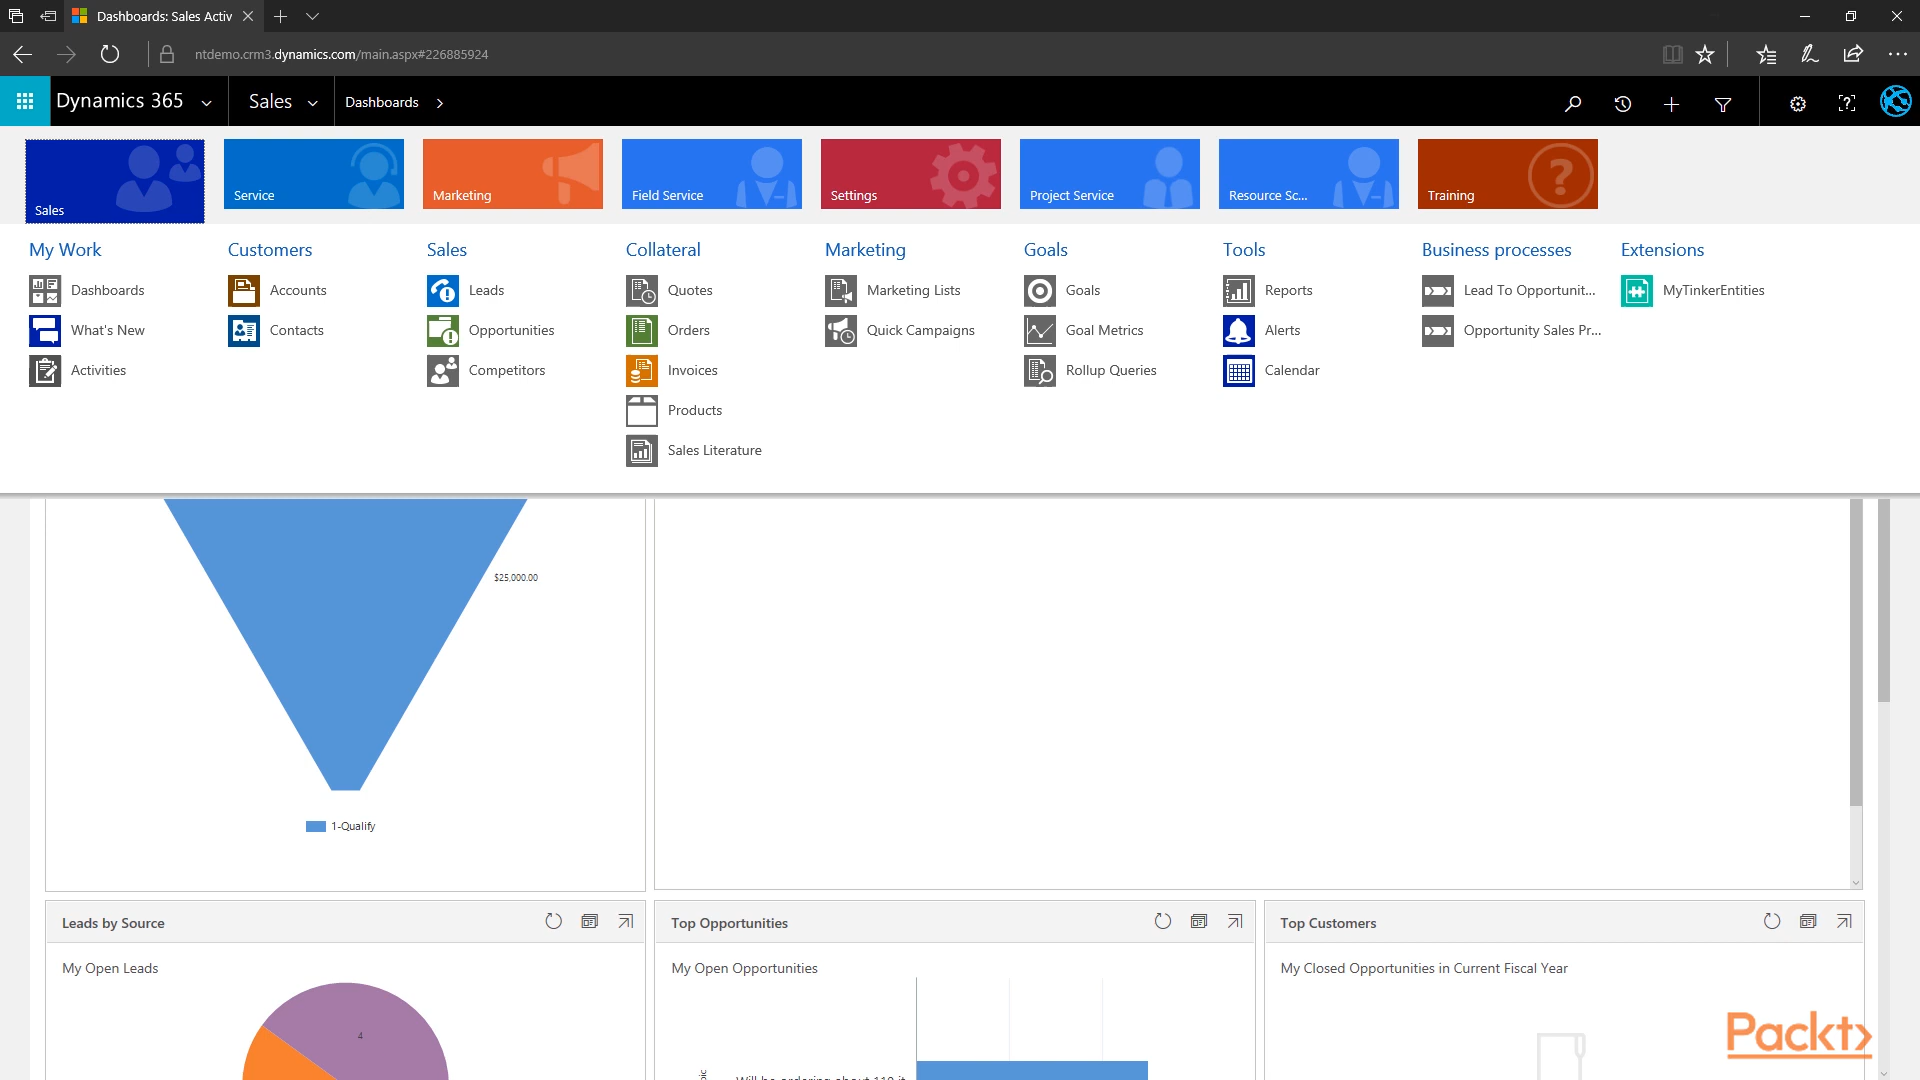 Dashboards: Sales Activ
ntdemo.crm3.dynamics.com/main.aspx#226885924
Dynamics 365
Sales
Dashboards
Sales
Service
Marketing
Field Service
Settings
Project Service
Resource Sc...
Training
My Work
Dashboards
What's New
Activities
Customers
Accounts
Contacts
Sales
Leads
Opportunities
Competitors
Collateral
Quotes
Orders
Invoices
Products
Sales Literature
Marketing
Marketing Lists
Quick Campaigns
Goals
Goals
Goal Metrics
Rollup Queries
Tools
Reports
Alerts
Calendar
Business processes
Lead To Opportunit...
Opportunity Sales Pr...
Extensions
MyTinkerEntities
$25,000.00
1-Qualify
Leads by Source
My Open Leads
4
Top Opportunities
My Open Opportunities
Top Customers
My Closed Opportunities in Current Fiscal Year
Packt>